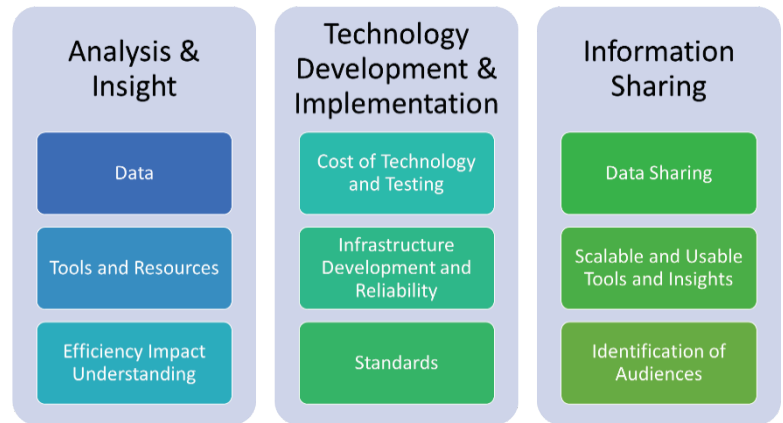 Analysis &
Insight
Data
Tools and Resources
Efficiency Impact
Understanding
Technology
Development &
Implementation
Cost of Technology
and Testing
Infrastructure
Development and
Reliability
Standards
Information
Sharing
Data Sharing
Scalable and Usable
Tools and Insights
Identification of
Audiences